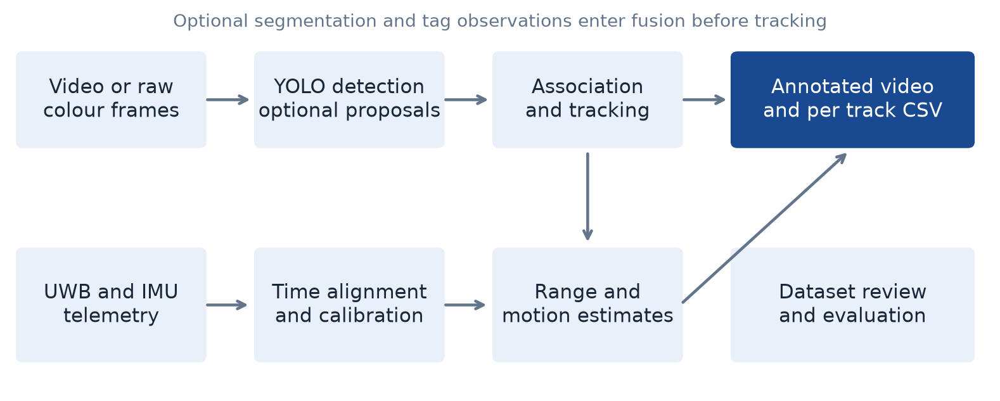 Optional segmentation and tag observations enter fusion before tracking
Video or raw
colour frames
YOLO detection
optional proposals
Association
and tracking
Annotated video
and per track CSV
UWB and IMU
telemetry
Time alignment
and calibration
Range and
motion estimates
Dataset review
and evaluation